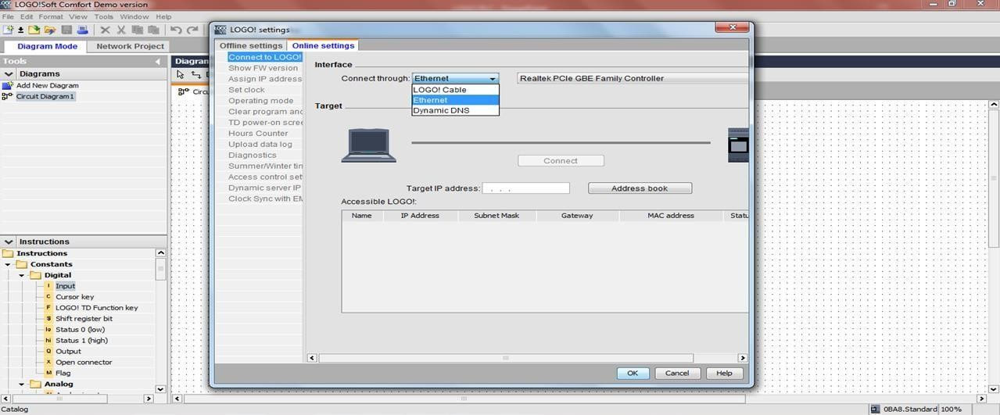 LOGO!Soft Comfort Demo version
File Edit Format View Tools Window Help
Diagram Mode Network Project
Tools
Diagrams
Add New Diagram
Circuit Diagram1
Instructions
Instructions
Constants
Digital
I Input
C Cursor key
F LOGO! TD Function key
S Shift register bit
lo Status 0 (low)
hi Status 1 (high)
Q Output
X Open connector
M Flag
Analog
Diagram
Circu
LOGO! settings
Offline settings Online settings
Connect to LOGO!
Show FW version
Assign IP address
Set clock
Operating mode
Clear program and
TD power-on scree
Hours Counter
Upload data log
Diagnostics
Summer/Winter tin
Access control set
Dynamic server IP
Clock Sync with EM
Interface
Connect through: Ethernet Realtek PCIe GBE Family Controller
LOGO! Cable
Ethernet
Dynamic DNS
Target
Connect
Target IP address: . . . Address book
Accessible LOGO!:
Name IP Address Subnet Mask Gateway MAC address Statu
OK Cancel Help
Catalog 0BA8.Standard 100%